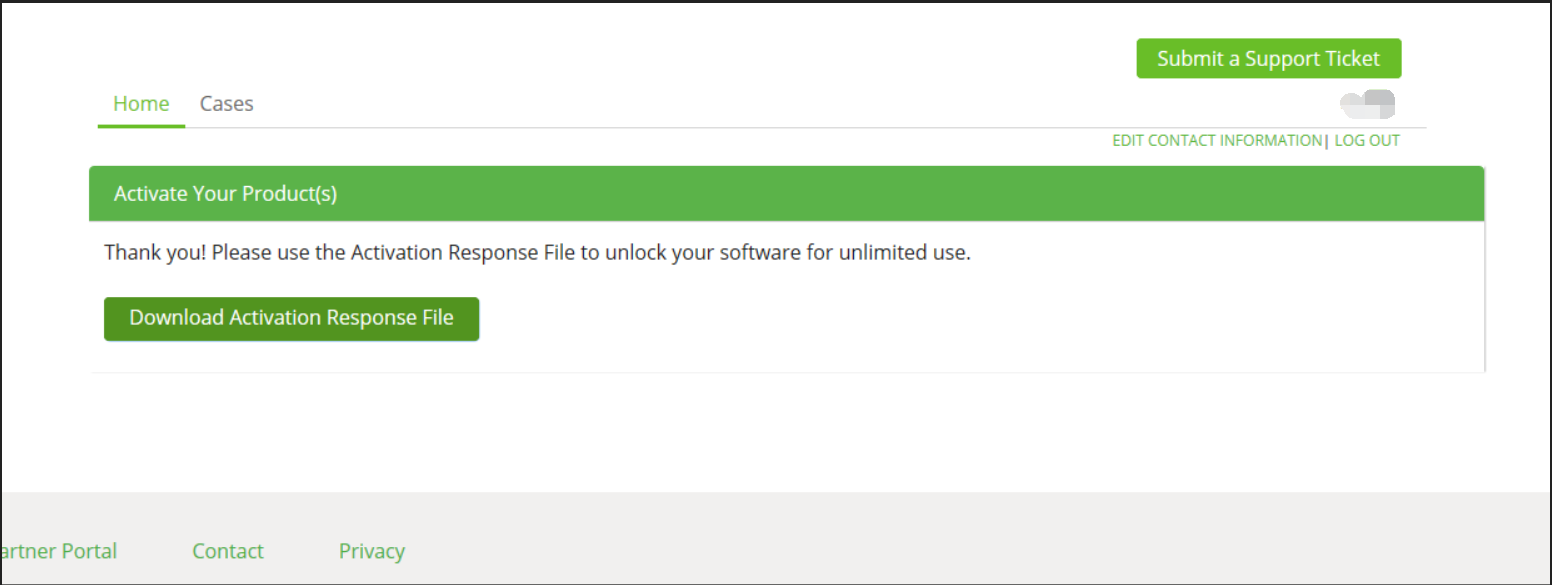 Submit a Support Ticket
Home Cases
EDIT CONTACT INFORMATION| LOG OUT
Activate Your Product(s)
Thank you! Please use the Activation Response File to unlock your software for unlimited use.
Download Activation Response File
artner Portal Contact Privacy